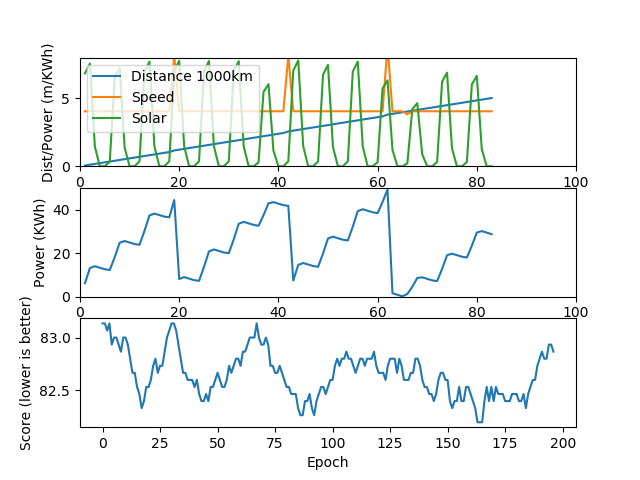 Dist/Power (m/KWh)
5
0
Distance 1000km
Speed
Solar
0 20 40 60 80 100
Power (KWh)
40
20
0
0 20 40 60 80 100
Score (lower is better)
83.0
82.5
0 25 50 75 100 125 150 175 200
Epoch